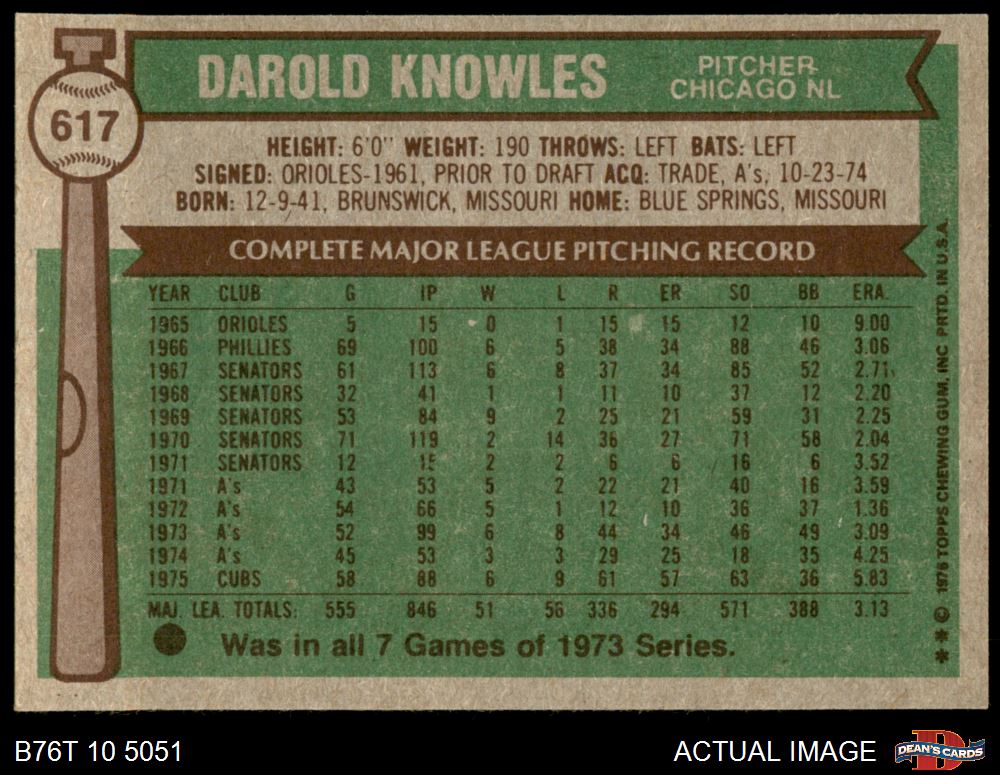 617
DAROLD KNOWLES
PITCHER
CHICAGO NL
HEIGHT: 6'0" WEIGHT: 190 THROWS: LEFT BATS: LEFT
SIGNED: ORIOLES-1961, PRIOR TO DRAFT ACQ: TRADE, A's, 10-23-74
BORN: 12-9-41, BRUNSWICK, MISSOURI HOME: BLUE SPRINGS, MISSOURI
COMPLETE MAJOR LEAGUE PITCHING RECORD
YEAR CLUB G IP W L R ER SO BB ERA
1965 ORIOLES 5 15 0 1 15 15 12 10 9.00
1966 PHILLIES 69 100 6 5 38 34 88 46 3.06
1967 SENATORS 61 113 6 8 37 34 85 52 2.71
1968 SENATORS 32 41 1 1 11 10 37 12 2.20
1969 SENATORS 53 84 9 2 25 21 59 31 2.25
1970 SENATORS 71 119 2 14 36 27 71 58 2.04
1971 SENATORS 12 15 2 2 6 6 16 6 3.52
1971 A's 43 53 5 2 22 21 40 16 3.59
1972 A's 54 66 5 1 12 10 36 37 1.36
1973 A's 52 99 6 8 44 34 46 49 3.09
1974 A's 45 53 3 3 29 25 18 35 4.25
1975 CUBS 58 88 6 9 61 57 63 36 5.83
MAJ. LEA. TOTALS: 555 846 51 56 336 294 571 388 3.13
Was in all 7 Games of 1973 Series.
** © 1976 TOPPS CHEWING GUM, INC PRTD. IN U.S.A.
B76T 10 5051
ACTUAL IMAGE
D
DEAN'S CARDS